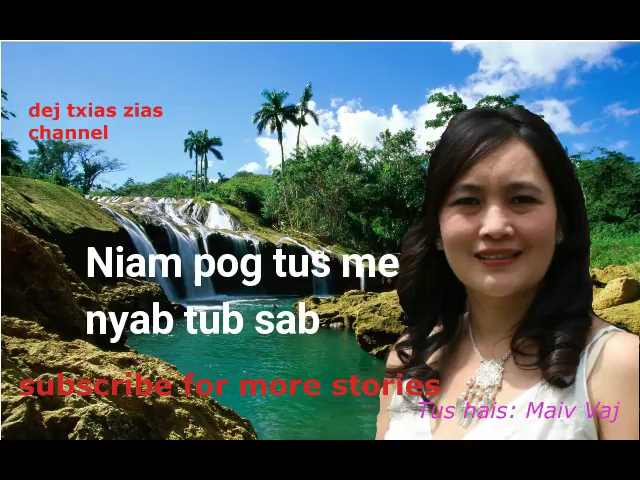 dej txias zias
channel
Niam pog tus me
nyab tub sab
subscribe for more stories
Tus hais: Maiv Vaj